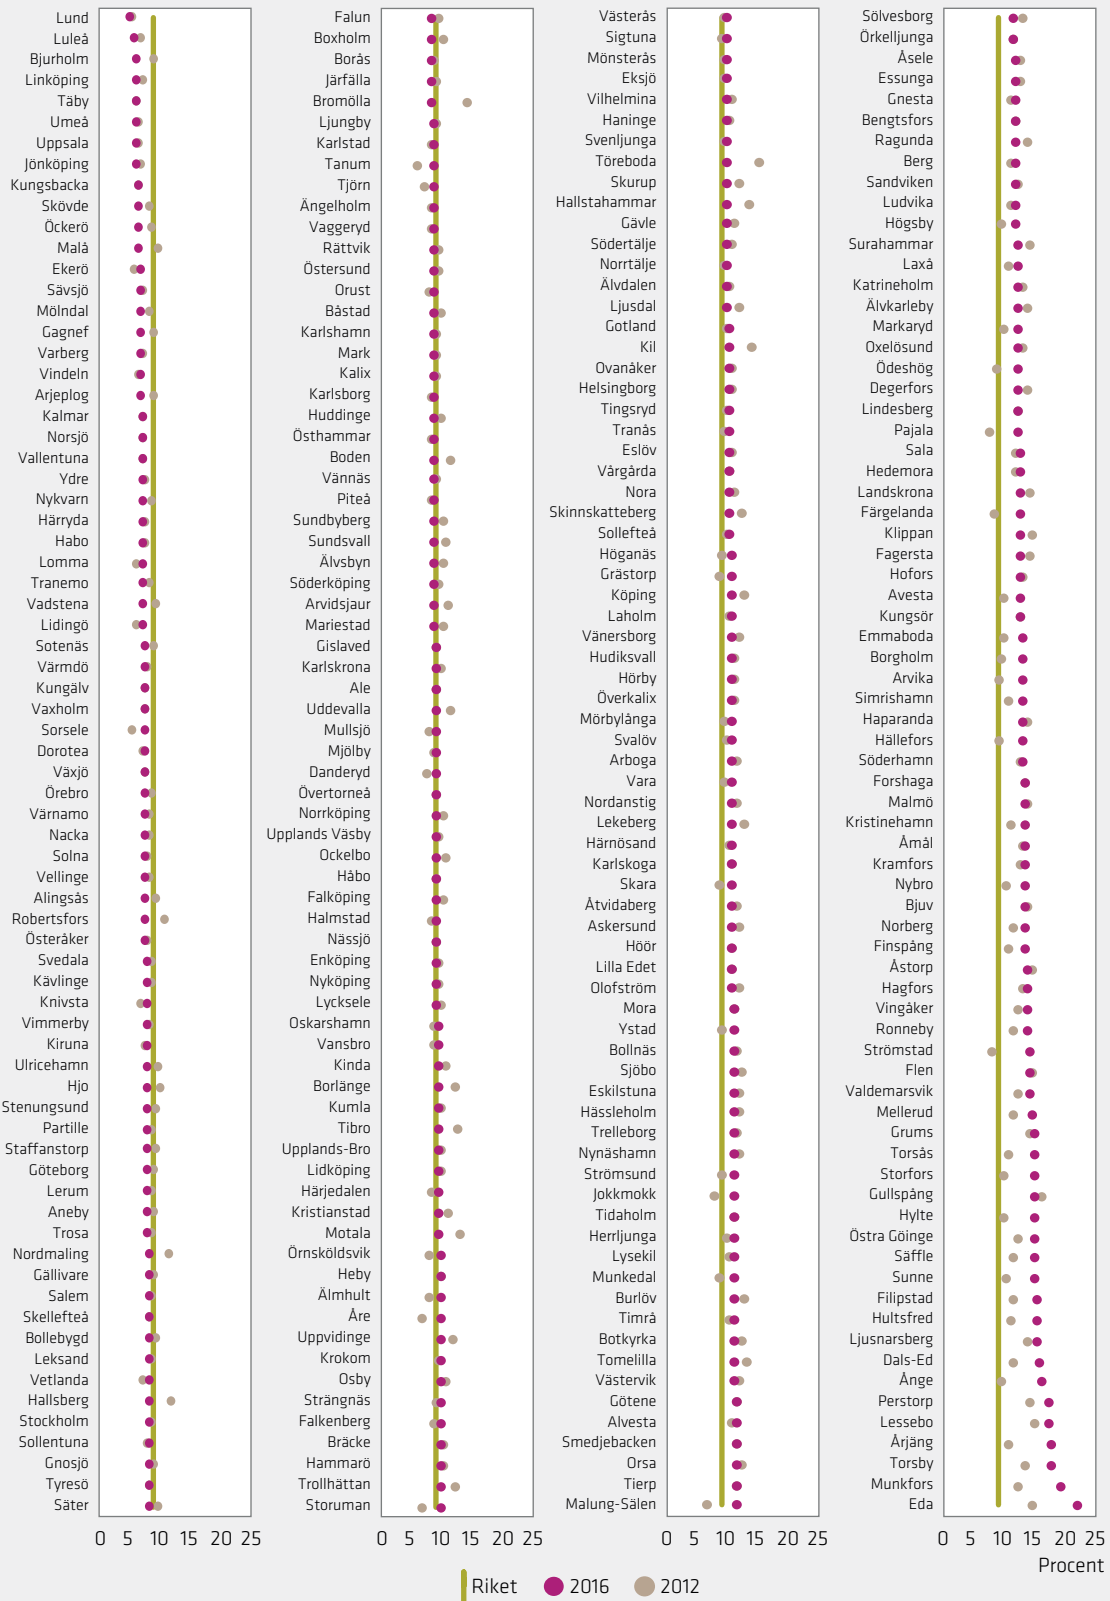 Lund
Luleå
Bjurholm
Linköping
Täby
Umeå
Uppsala
Jönköping
Kungsbacka
Skövde
Öckerö
Malå
Ekerö
Sävsjö
Mölndal
Gagnef
Varberg
Vindeln
Arjeplog
Kalmar
Norsjö
Vallentuna
Ydre
Nykvarn
Härryda
Habo
Lomma
Tranemo
Vadstena
Lidingö
Sotenäs
Värmdö
Kungälv
Vaxholm
Sorsele
Dorotea
Växjö
Örebro
Värnamo
Nacka
Solna
Vellinge
Alingsås
Robertsfors
Österåker
Svedala
Kävlinge
Knivsta
Vimmerby
Kiruna
Ulricehamn
Hjo
Stenungsund
Partille
Staffanstorp
Göteborg
Lerum
Aneby
Trosa
Nordmaling
Gällivare
Salem
Skellefteå
Bollebygd
Leksand
Vetlanda
Hallsberg
Stockholm
Sollentuna
Gnosjö
Tyresö
Säter
0 5 10 15 20 25
Falun
Boxholm
Borås
Järfälla
Bromölla
Ljungby
Karlstad
Tanum
Tjörn
Ängelholm
Vaggeryd
Rättvik
Östersund
Orust
Båstad
Karlshamn
Mark
Kalix
Karlsborg
Huddinge
Östhammar
Boden
Vännäs
Piteå
Sundbyberg
Sundsvall
Älvsbyn
Söderköping
Arvidsjaur
Mariestad
Gislaved
Karlskrona
Ale
Uddevalla
Mullsjö
Mjölby
Danderyd
Övertorneå
Norrköping
Upplands Väsby
Ockelbo
Håbo
Falköping
Halmstad
Nässjö
Enköping
Nyköping
Lycksele
Oskarshamn
Vansbro
Kinda
Borlänge
Kumla
Tibro
Upplands-Bro
Lidköping
Härjedalen
Kristianstad
Motala
Örnsköldsvik
Heby
Älmhult
Åre
Uppvidinge
Krokom
Osby
Strängnäs
Falkenberg
Bräcke
Hammarö
Trollhättan
Storuman
0 5 10 15 20 25
Västerås
Sigtuna
Mönsterås
Eksjö
Vilhelmina
Haninge
Svenljunga
Töreboda
Skurup
Hallstahammar
Gävle
Södertälje
Norrtälje
Älvdalen
Ljusdal
Gotland
Kil
Ovanåker
Helsingborg
Tingsryd
Tranås
Eslöv
Vårgårda
Nora
Skinnskatteberg
Sollefteå
Höganäs
Grästorp
Köping
Laholm
Vänersborg
Hudiksvall
Hörby
Överkalix
Mörbylånga
Svalöv
Arboga
Vara
Nordanstig
Lekeberg
Härnösand
Karlskoga
Skara
Åtvidaberg
Askersund
Höör
Lilla Edet
Olofström
Mora
Ystad
Bollnäs
Sjöbo
Eskilstuna
Hässleholm
Trelleborg
Nynäshamn
Strömsund
Jokkmokk
Tidaholm
Herrljunga
Lysekil
Munkedal
Burlöv
Timrå
Botkyrka
Tomelilla
Västervik
Götene
Alvesta
Smedjebacken
Orsa
Tierp
Malung-Sälen
0 5 10 15 20 25
Sölvesborg
Örkelljunga
Åsele
Essunga
Gnesta
Bengtsfors
Ragunda
Berg
Sandviken
Ludvika
Högsby
Surahammar
Laxå
Katrineholm
Älvkarleby
Markaryd
Oxelösund
Ödeshög
Degerfors
Lindesberg
Pajala
Sala
Hedemora
Landskrona
Färgelanda
Klippan
Fagersta
Hofors
Avesta
Kungsör
Emmaboda
Borgholm
Arvika
Simrishamn
Haparanda
Hällefors
Söderhamn
Forshaga
Malmö
Kristinehamn
Åmål
Kramfors
Nybro
Bjuv
Norberg
Finspång
Åstorp
Hagfors
Vingåker
Ronneby
Strömstad
Flen
Valdemarsvik
Mellerud
Grums
Torsås
Storfors
Gullspång
Hylte
Östra Göinge
Säffle
Sunne
Filipstad
Hultsfred
Ljusnarsberg
Dals-Ed
Ånge
Perstorp
Lessebo
Årjäng
Torsby
Munkfors
Eda
0 5 10 15 20 25
Procent
Riket 2016 2012